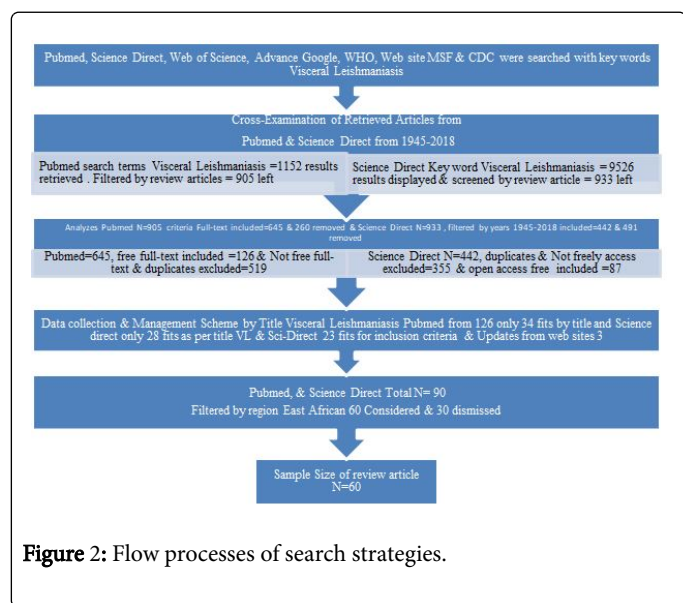 Pubmed, Science Direct, Web of Science, Advance Google, WHO, Web site MSF & CDC were searched with key words
Visceral Leishmaniasis
Cross-Examination of Retrieved Articles from
Pubmed & Science Direct from 1945-2018
Pubmed search terms Visceral Leishmaniasis =1152 results
retrieved . Filtered by review articles = 905 left
Science Direct Key word Visceral Leishmaniasis = 9526
results displayed & screened by review article = 933 left
Analyzes Pubmed N=905 criteria Full-text included=645 & 260 removed & Science Direct N=933 , filtered by years 1945-2018 included=442 & 491
removed
Pubmed=645, free full-text included =126 & Not free full-
text & duplicates excluded=519
Science Direct N=442, duplicates & Not freely access
excluded=355 & open access free included =87
Data collection & Management Scheme by Title Visceral Leishmaniasis Pubmed from 126 only 34 fits by title and Science
direct only 28 fits as per title VL & Sci-Direct 23 fits for inclusion criteria & Updates from web sites 3
Pubmed, & Science Direct Total N= 90
Filtered by region East African 60 Considered & 30 dismissed
Sample Size of review article
N=60
Figure 2: Flow processes of search strategies.